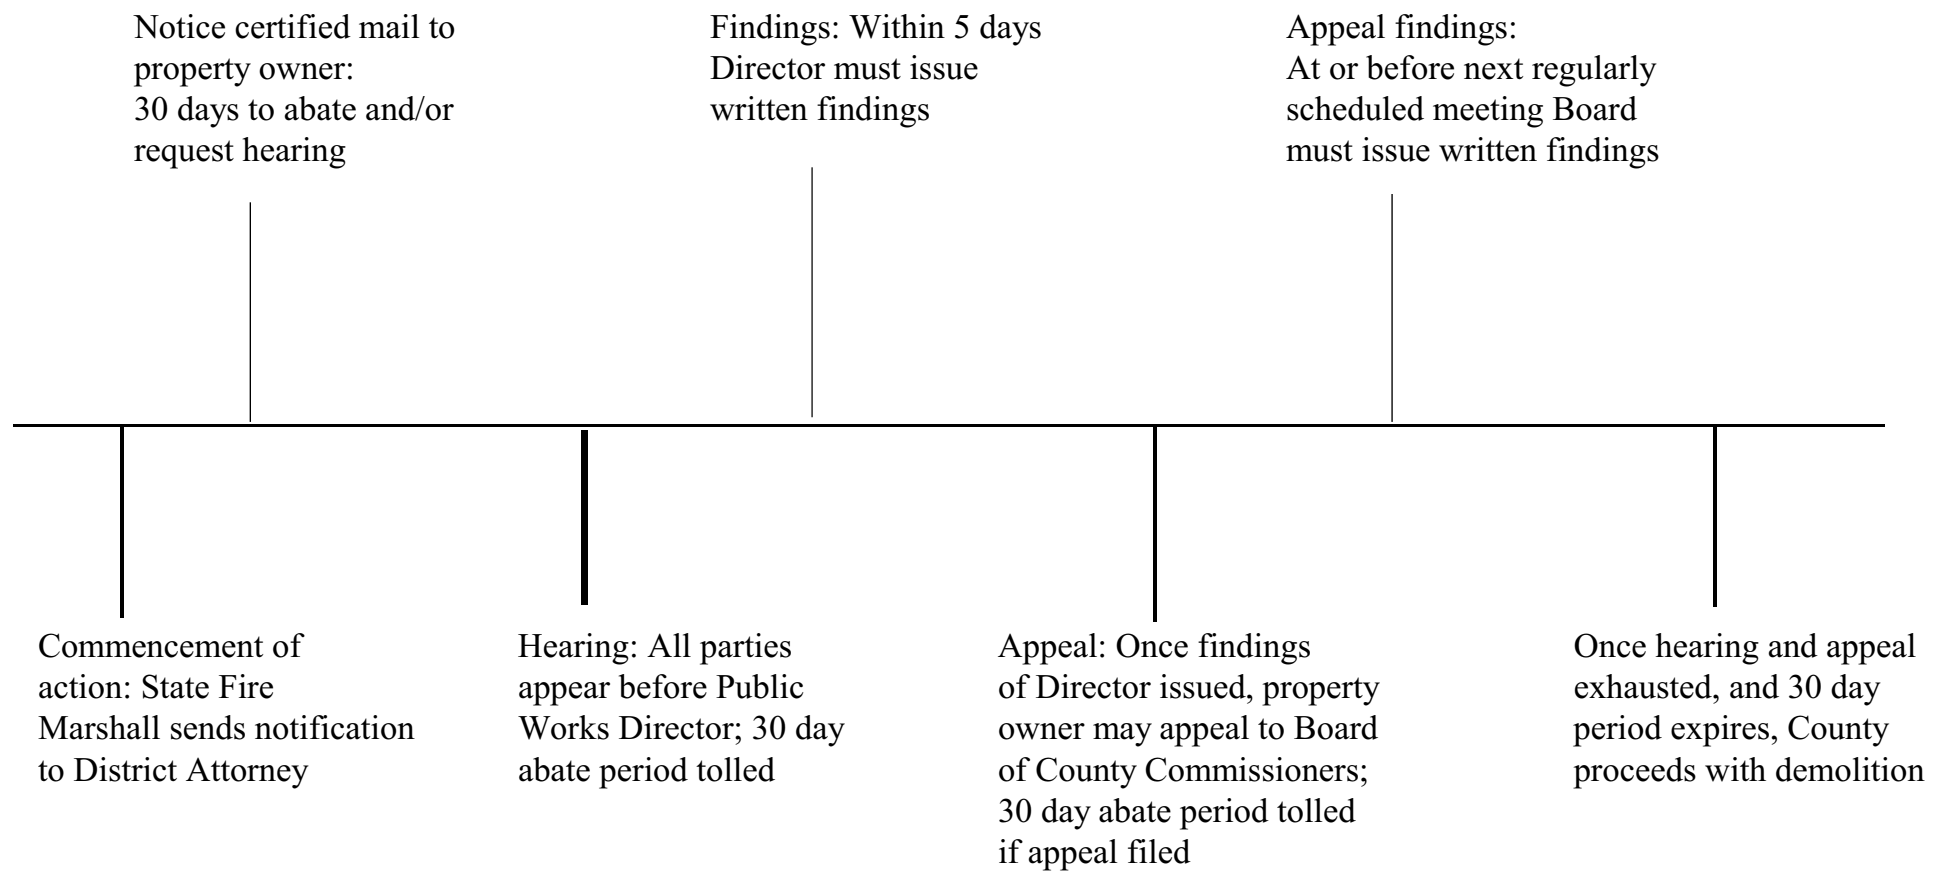 Notice certified mail to
property owner:
30 days to abate and/or
request hearing
Findings: Within 5 days
Director must issue
written findings
Appeal findings:
At or before next regularly
scheduled meeting Board
must issue written findings
Commencement of
action: State Fire
Marshall sends notification
to District Attorney
Hearing: All parties
appear before Public
Works Director; 30 day
abate period tolled
Appeal: Once findings
of Director issued, property
owner may appeal to Board
of County Commissioners;
30 day abate period tolled
if appeal filed
Once hearing and appeal
exhausted, and 30 day
period expires, County
proceeds with demolition